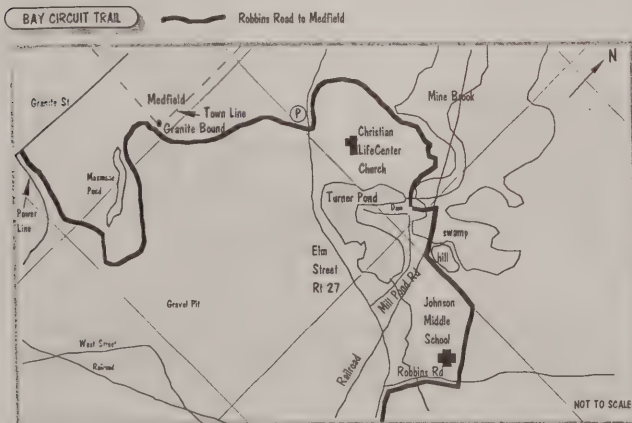 BAY CIRCUIT TRAIL
Robbins Road to Medfield
N
Granite St
Medfield
Town Line
Granite Bound
P
Mine Brook
Christian
LifeCenter
Church
Pond
Power
Line
Turner Pond
Dam
swamp
hill
Elm
Street
Rt 27
Mill Pond Rd
Gravel Pit
Johnson
Middle
School
West Street
Railroad
Railroad
Robbins Rd
NOT TO SCALE